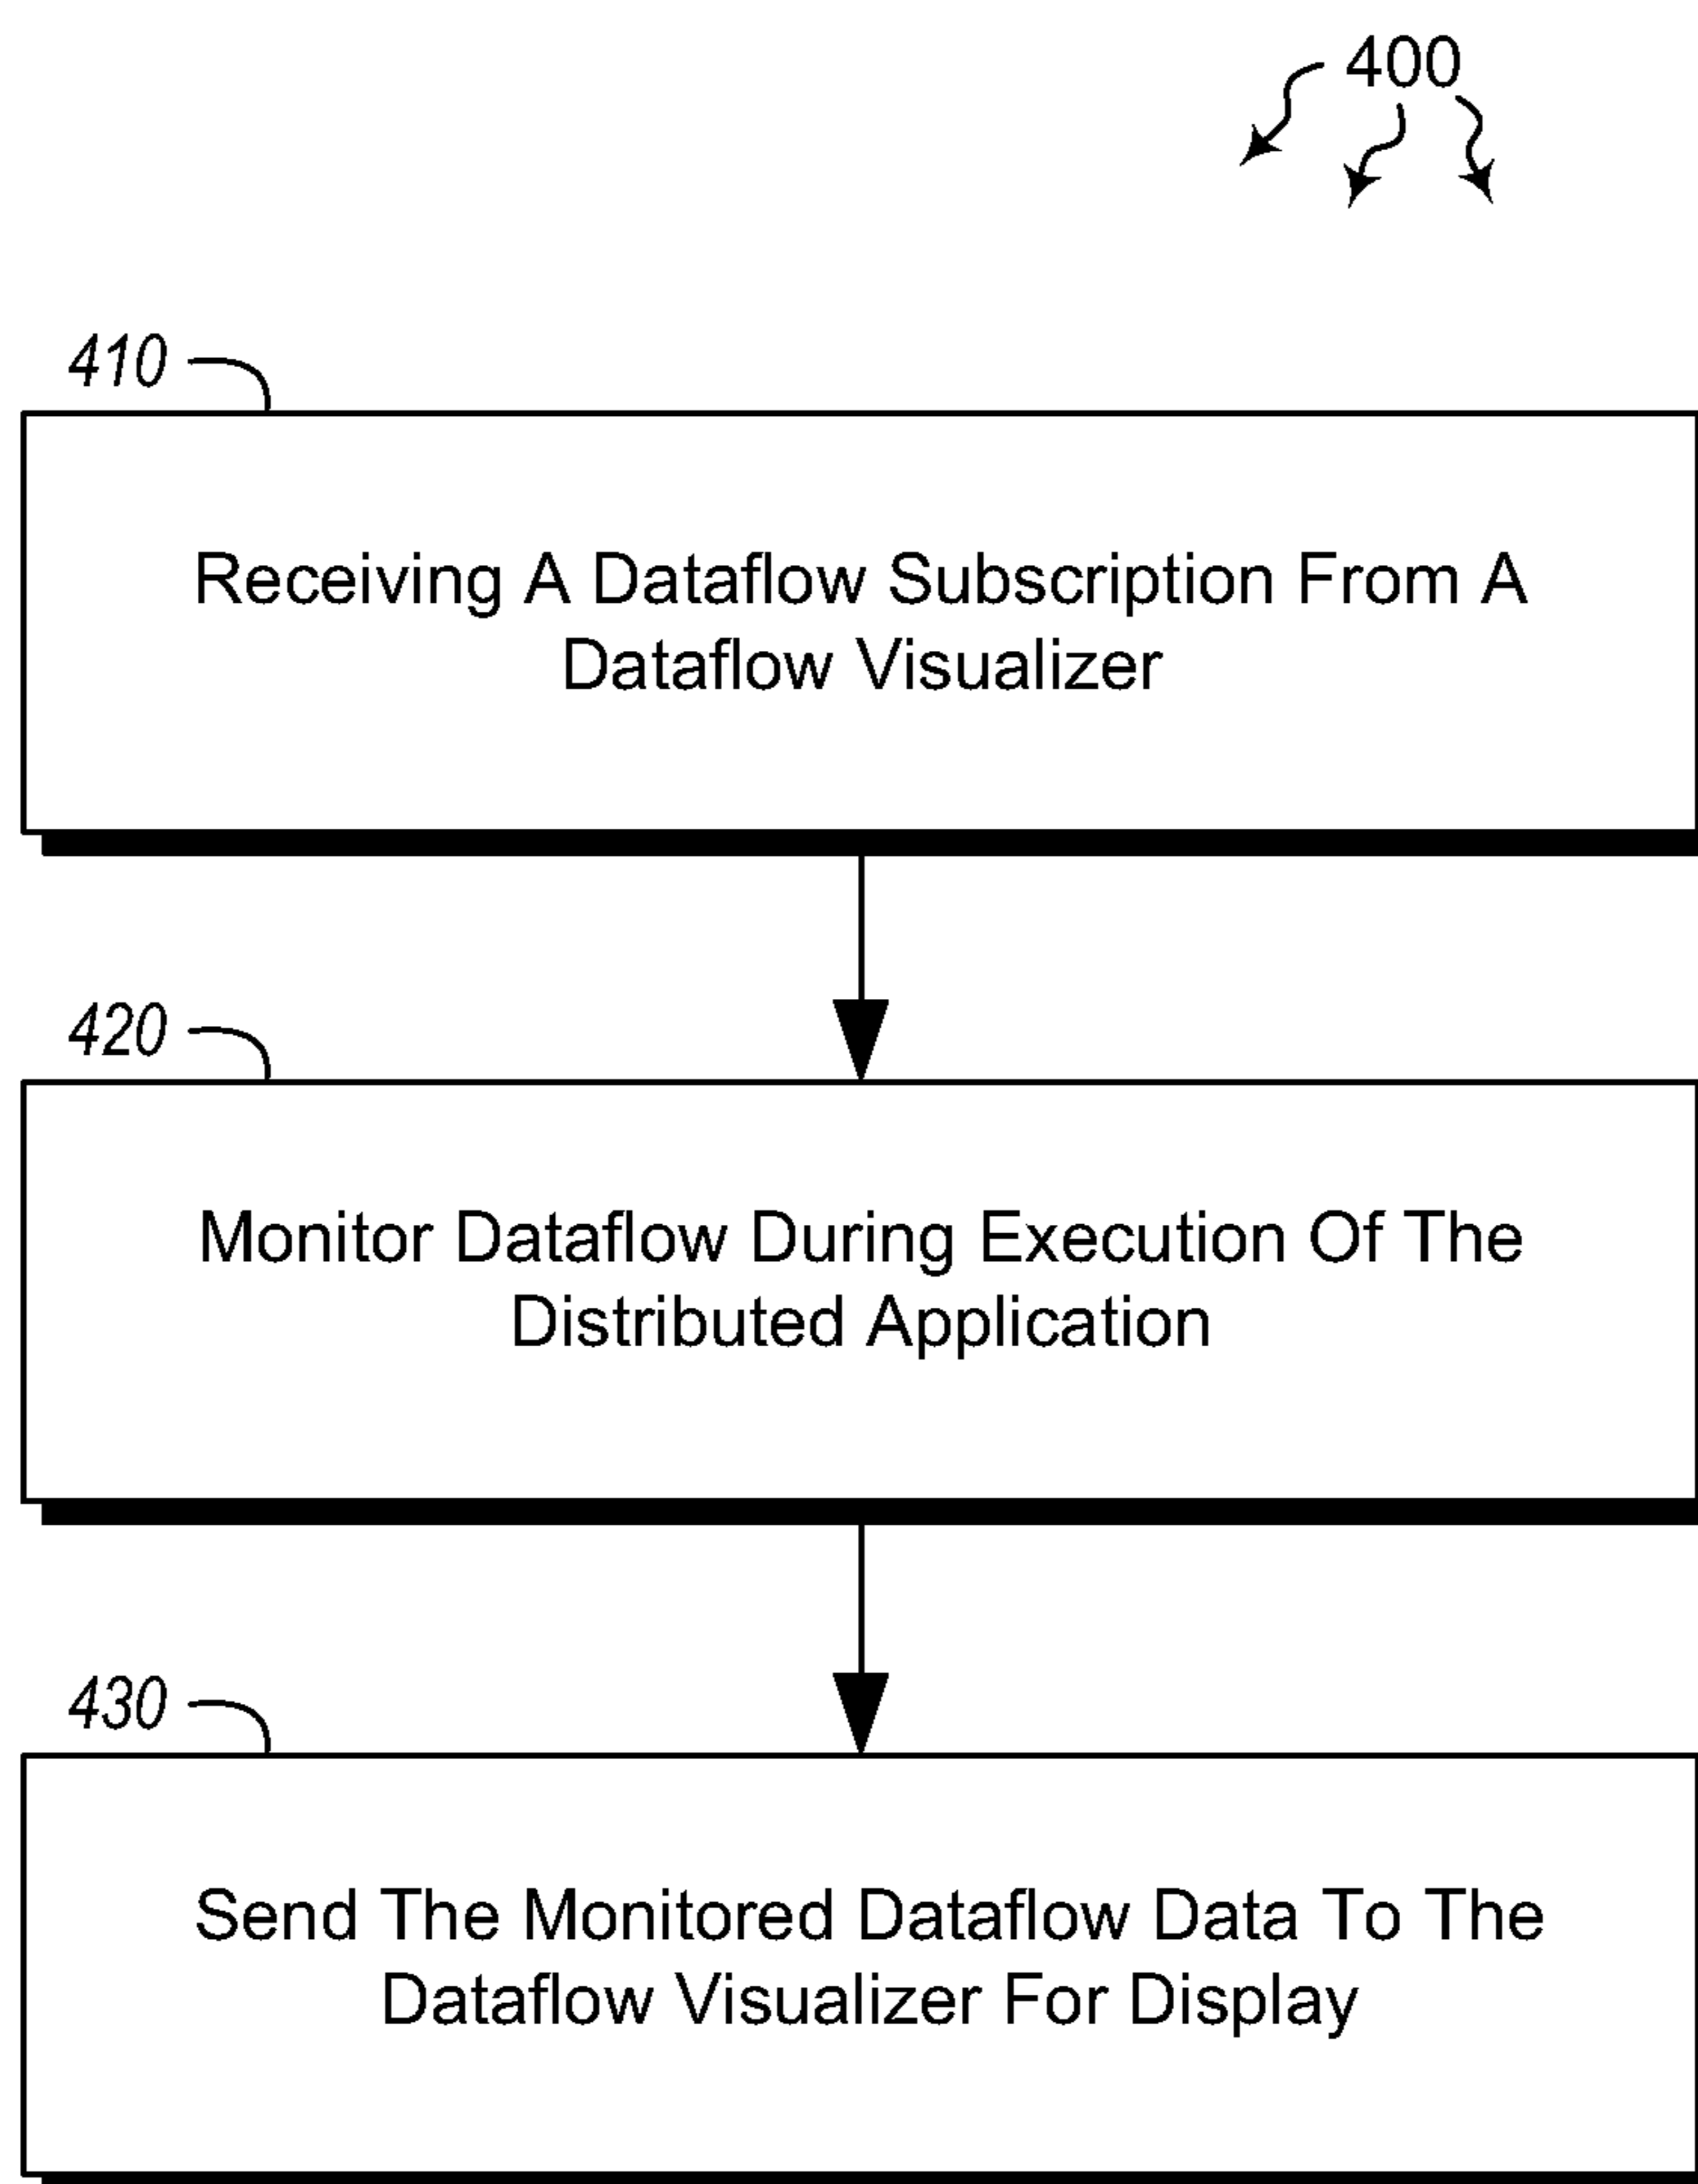 400
410
Receiving A Dataflow Subscription From A
Dataflow Visualizer
420
Monitor Dataflow During Execution Of The
Distributed Application
430
Send The Monitored Dataflow Data To The
Dataflow Visualizer For Display